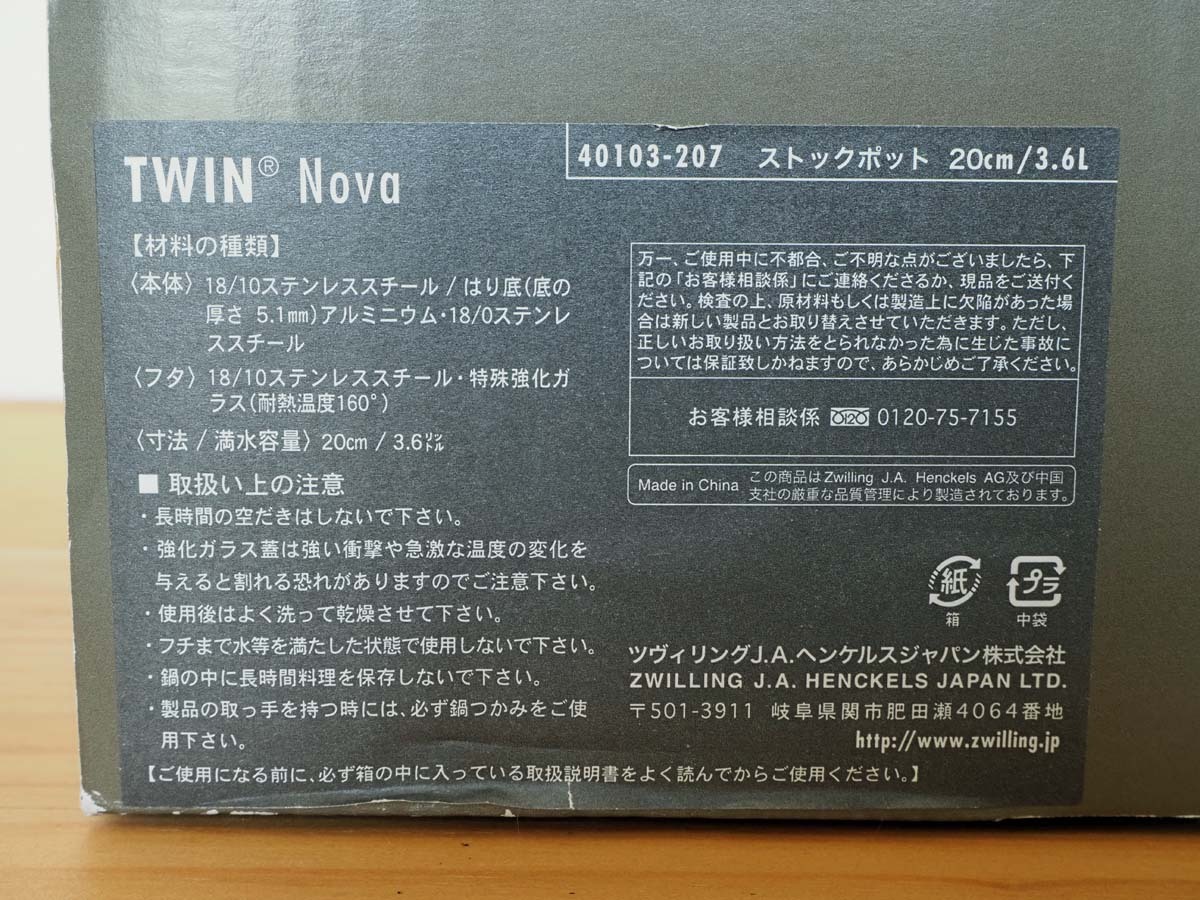 TWIN® Nova
40103-207 ストックポット 20cm/3.6L
【材料の種類】
〈本体〉18/10ステンレススチール / はり底(底の
厚さ 5.1mm)アルミニウム・18/0ステンレ
ススチール
〈フタ〉18/10ステンレススチール・特殊強化ガ
ラス(耐熱温度160°)
〈寸法 / 満水容量〉20cm / 3.6㍑
■ 取扱い上の注意
・長時間の空だきはしないで下さい。
・強化ガラス蓋は強い衝撃や急激な温度の変化を
与えると割れる恐れがありますのでご注意下さい。
・使用後はよく洗って乾燥させて下さい。
・フチまで水等を満たした状態で使用しないで下さい。
・鍋の中に長時間料理を保存しないで下さい。
・製品の取っ手を持つ時には、必ず鍋つかみをご使
用下さい。
【ご使用になる前に、必ず箱の中に入っている取扱説明書をよく読んでからご使用ください。】
万一、ご使用中に不都合、ご不明な点がございましたら、下
記の「お客様相談係」にご連絡くださるか、現品をご送付く
ださい。検査の上、原材料もしくは製造上に欠陥があった場
合は新しい製品とお取り替えさせていただきます。ただし、
正しいお取り扱い方法をとられなかった為に生じた事故に
ついては保証致しかねますので、あらかじめご了承ください。
お客様相談係 0120 0120-75-7155
Made in China この商品はZwilling J.A. Henckels AG及び中国
支社の厳重な品質管理により製造されております。
紙 プラ
箱 中袋
ツヴィリングJ.A.ヘンケルスジャパン株式会社
ZWILLING J.A. HENCKELS JAPAN LTD.
〒501-3911 岐阜県関市肥田瀬4064番地
http://www.zwilling.jp